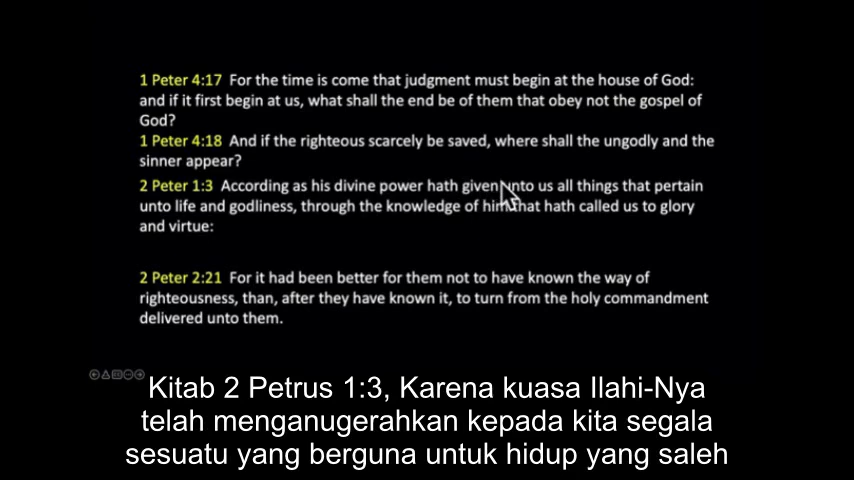 1 Peter 4:17 For the time is come that judgment must begin at the house of God:
and if it first begin at us, what shall the end be of them that obey not the gospel of
God?
1 Peter 4:18 And if the righteous scarcely be saved, where shall the ungodly and the
sinner appear?
2 Peter 1:3 According as his divine power hath given unto us all things that pertain
unto life and godliness, through the knowledge of him that hath called us to glory
and virtue:
2 Peter 2:21 For it had been better for them not to have known the way of
righteousness, than, after they have known it, to turn from the holy commandment
delivered unto them.
Kitab 2 Petrus 1:3, Karena kuasa Ilahi-Nya
telah menganugerahkan kepada kita segala
sesuatu yang berguna untuk hidup yang saleh